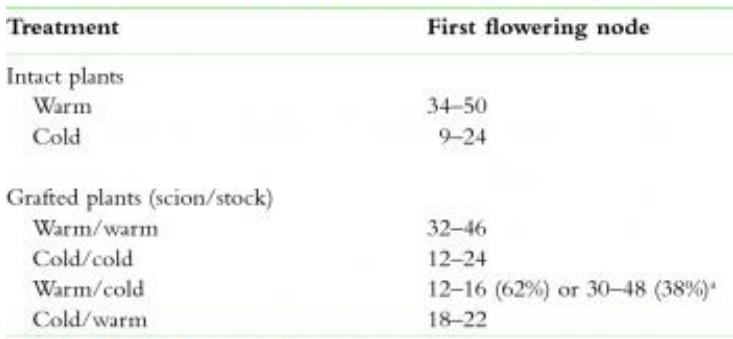 Treatment First flowering node
Intact plants
Warm 34–50
Cold 9–24
Grafted plants (scion/stock)
Warm/warm 32–46
Cold/cold 12–24
Warm/cold 12–16 (62%) or 30–48 (38%)ᵃ
Cold/warm 18–22